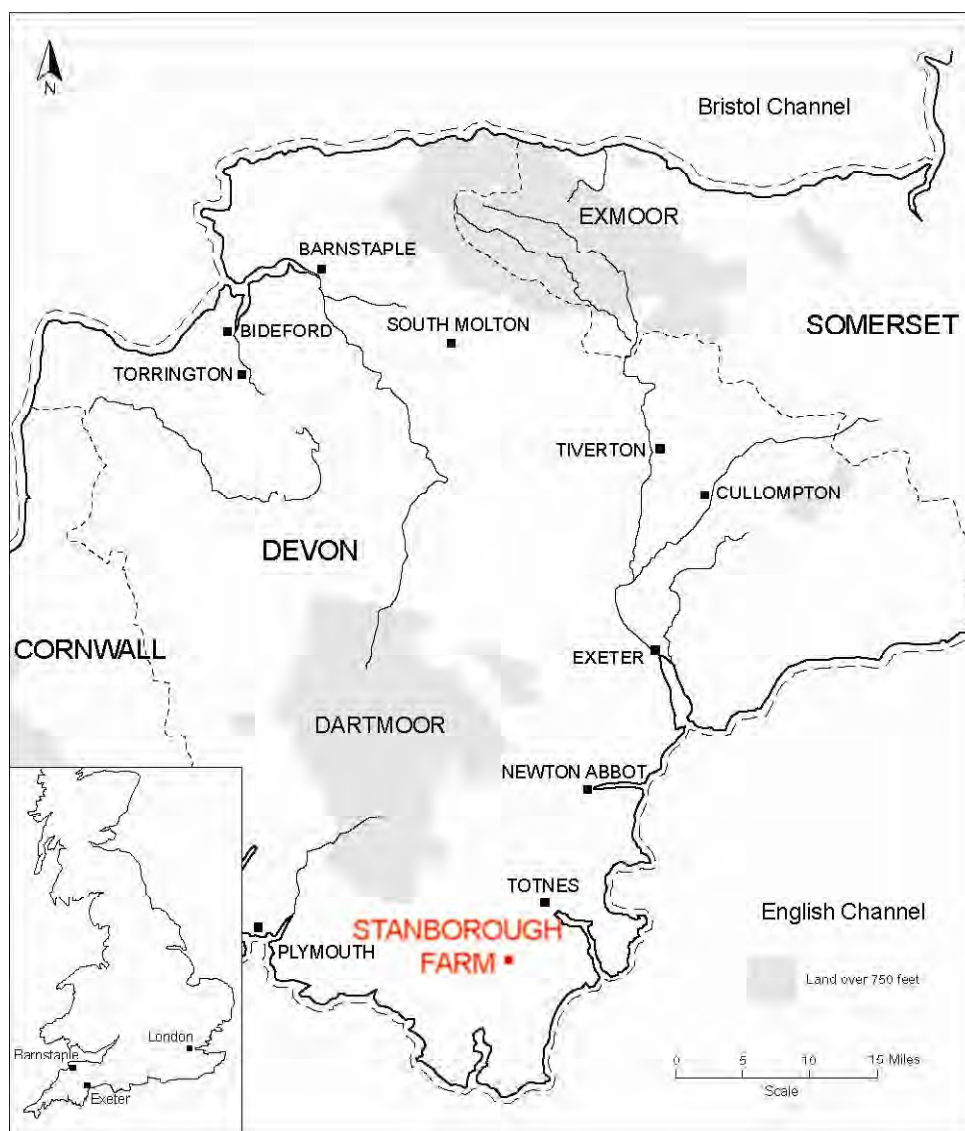 N
Bristol Channel
EXMOOR
BARNSTAPLE
SOUTH MOLTON
SOMERSET
BIDEFORD
TORRINGTON
TIVERTON
CULLOMPTON
DEVON
CORNWALL
EXETER
DARTMOOR
NEWTON ABBOT
TOTNES
English Channel
STANBOROUGH
FARM
PLYMOUTH
Land over 750 feet
0 5 10 15 Miles
Scale
London
Barnstaple
Exeter